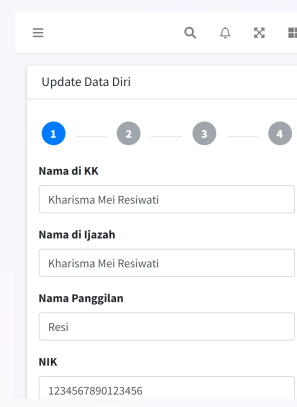 Update Data Diri
1 2 3 4
Nama di KK
Kharisma Mei Resiwati
Nama di Ijazah
Kharisma Mei Resiwati
Nama Panggilan
Resi
NIK
1234567890123456